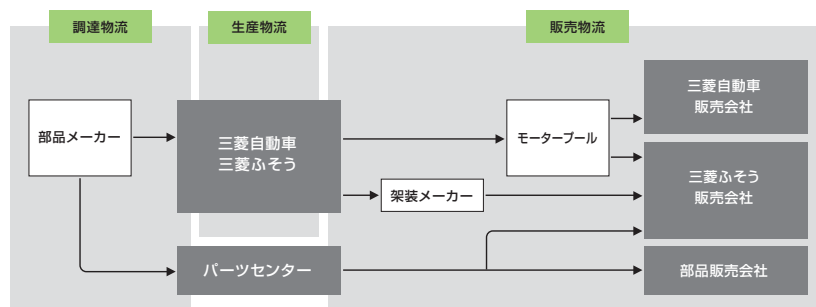 調達物流
生産物流
販売物流
部品メーカー
三菱自動車
三菱ふそう
モータープール
三菱自動車
販売会社
架装メーカー
三菱ふそう
販売会社
パーツセンター
部品販売会社